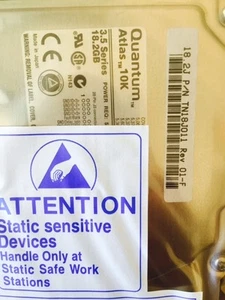 Quantum
Atlas™ 10K
3.5 Series
18.2GB
Made in Japan
18.2J P/N TN18J011 Rev 01-F
ATTENTION
Static sensitive
Devices
Handle Only at
Static Safe Work
Stations